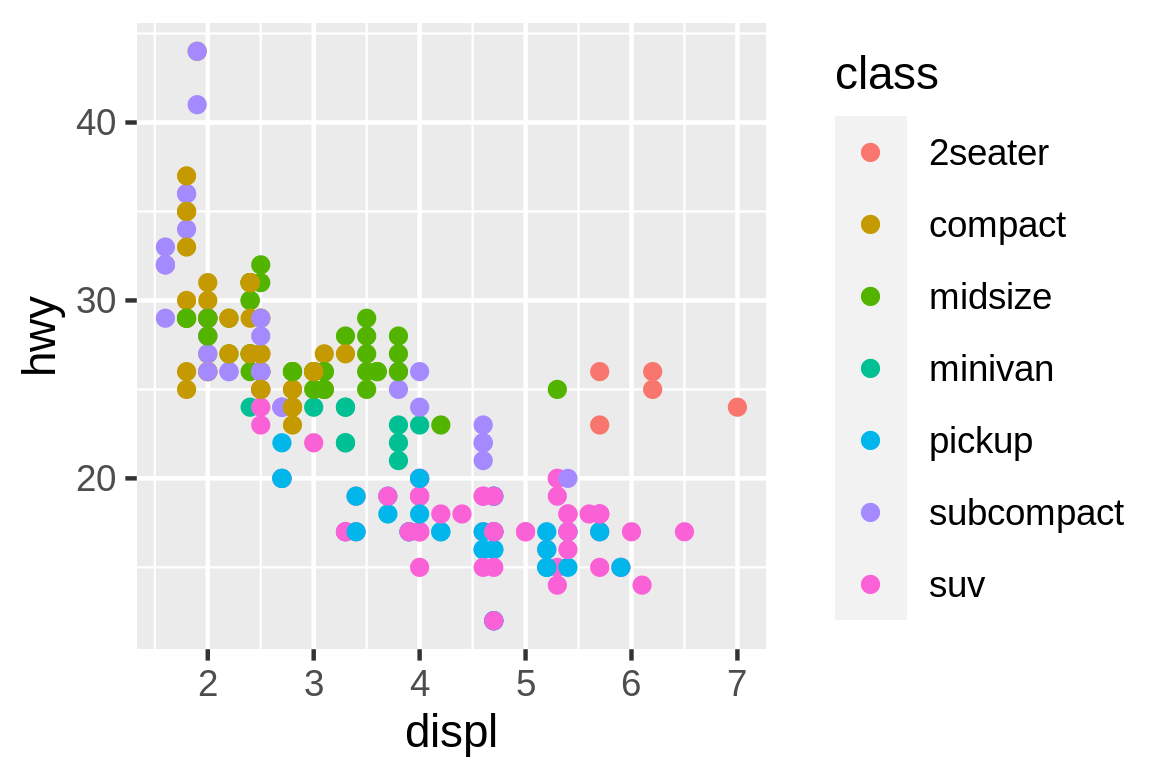 class
2seater
compact
midsize
minivan
pickup
subcompact
suv
hwy
40
30
20
2 3 4 5 6 7
displ